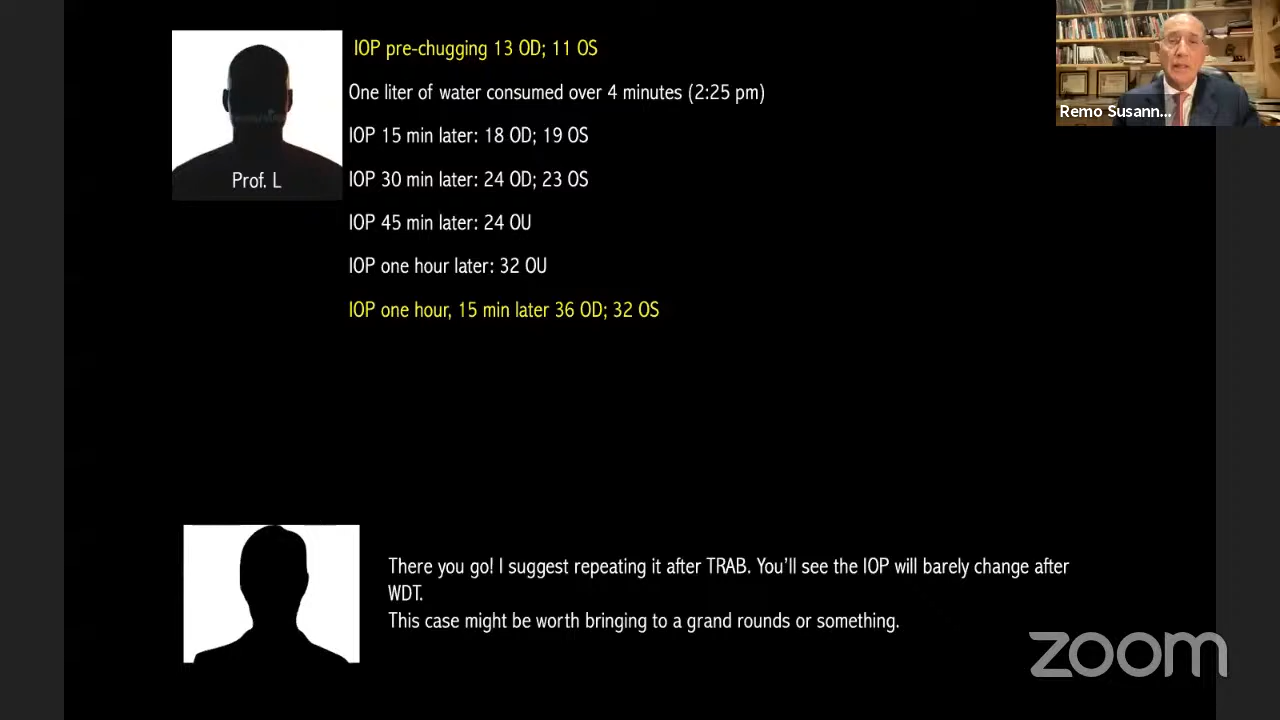 IOP pre-chugging 13 OD; 11 OS
Remo Susann...
One liter of water consumed over 4 minutes (2:25 pm)
IOP 15 min later: 18 OD; 19 OS
Prof. L
IOP 30 min later: 24 OD; 23 OS
IOP 45 min later: 24 OU
IOP one hour later: 32 OU
IOP one hour, 15 min later 36 OD; 32 OS
There you go! I suggest repeating it after TRAB. You'll see the IOP will barely change after
WDT.
This case might be worth bringing to a grand rounds or something.
zoom